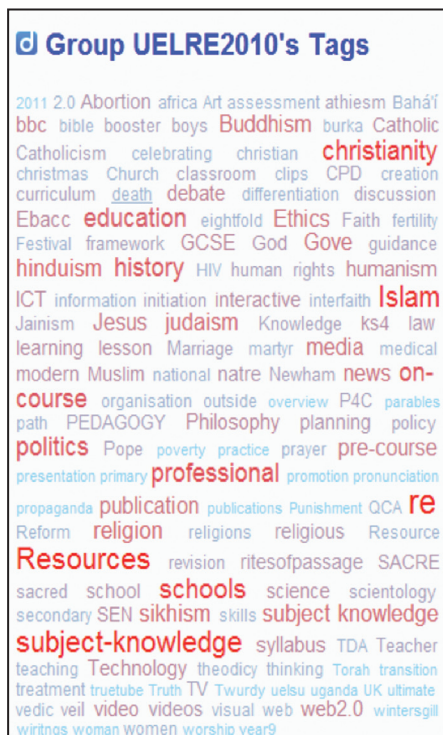 Group UELRE2010's Tags
2011 2.0 Abortion africa Art assessment athiesm Bahá'í
bbc bible booster boys Buddhism burka Catholic
Catholicism celebrating christian christianity
christmas Church classroom clips CPD creation
curriculum death debate differentiation discussion
Ebacc education eightfold Ethics Faith fertility
Festival framework GCSE God Gove guidance
hinduism history HIV human rights humanism
ICT information initiation interactive interfaith Islam
Jainism Jesus judaism Knowledge ks4 law
learning lesson Marriage martyr media medical
modern Muslim national natre Newham news on-
course organisation outside overview P4C parables
path PEDAGOGY Philosophy planning policy
politics Pope poverty practice prayer pre-course
presentation primary professional promotion pronunciation
propaganda publication publications Punishment QCA re
Reform religion religions religious Resource
Resources revision ritesofpassage SACRE
sacred school schools science scientology
secondary SEN sikhism skills subject knowledge
subject-knowledge syllabus TDA Teacher
teaching Technology theodicy thinking Torah transition
treatment truetube Truth TV Twurdy uelsu uganda UK ultimate
vedic veil video videos visual web web2.0 wintersgill
wiritngs woman women worship year9